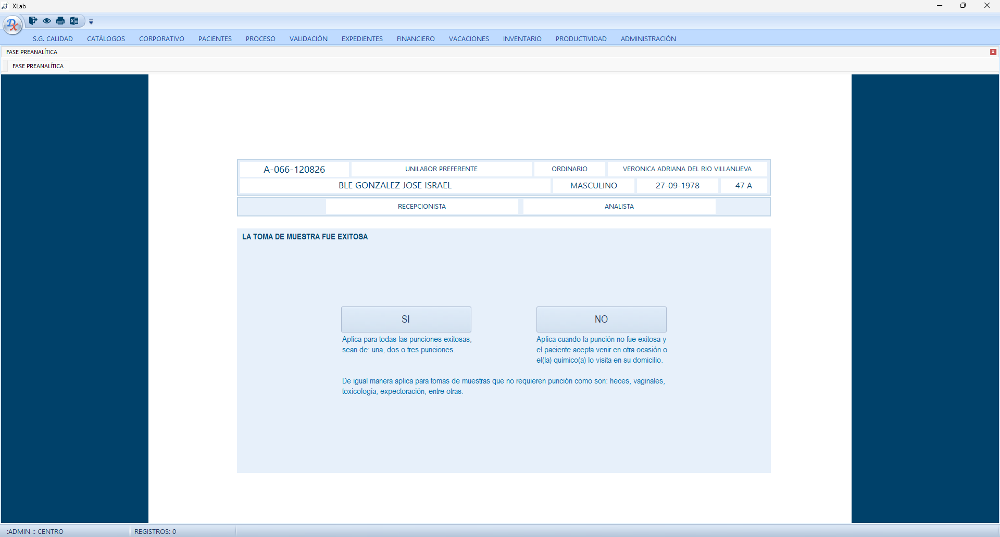 XLab
S.G. CALIDAD CATÁLOGOS CORPORATIVO PACIENTES PROCESO VALIDACIÓN EXPEDIENTES FINANCIERO VACACIONES INVENTARIO PRODUCTIVIDAD ADMINISTRACIÓN
FASE PREANALÍTICA
FASE PREANALÍTICA
A-066-120826 UNILABOR PREFERENTE ORDINARIO VERONICA ADRIANA DEL RIO VILLANUEVA
BLE GONZALEZ JOSE ISRAEL MASCULINO 27-09-1978 47 A
RECEPCIONISTA ANALISTA
LA TOMA DE MUESTRA FUE EXITOSA
SI
Aplica para todas las punciones exitosas,
sean de: una, dos o tres punciones.
NO
Aplica cuando la punción no fue exitosa y
el paciente acepta venir en otra ocasión o
el(la) químico(a) lo visita en su domicilio.
De igual manera aplica para tomas de muestras que no requieren punción como son: heces, vaginales,
toxicología, expectoración, entre otras.
:ADMIN :: CENTRO REGISTROS: 0